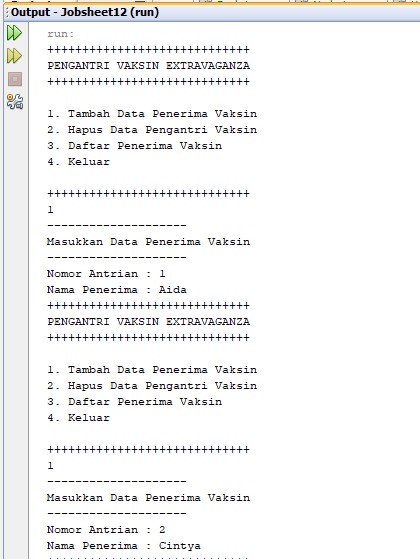 Output - Jobsheet12 (run)
run:
+++++++++++++++++++++++++++++
PENGANTRI VAKSIN EXTRAVAGANZA
+++++++++++++++++++++++++++++
1. Tambah Data Penerima Vaksin
2. Hapus Data Pengantri Vaksin
3. Daftar Penerima Vaksin
4. Keluar
+++++++++++++++++++++++++++++
1
--------------------
Masukkan Data Penerima Vaksin
--------------------
Nomor Antrian : 1
Nama Penerima : Aida
+++++++++++++++++++++++++++++
PENGANTRI VAKSIN EXTRAVAGANZA
+++++++++++++++++++++++++++++
1. Tambah Data Penerima Vaksin
2. Hapus Data Pengantri Vaksin
3. Daftar Penerima Vaksin
4. Keluar
+++++++++++++++++++++++++++++
1
--------------------
Masukkan Data Penerima Vaksin
--------------------
Nomor Antrian : 2
Nama Penerima : Cintya